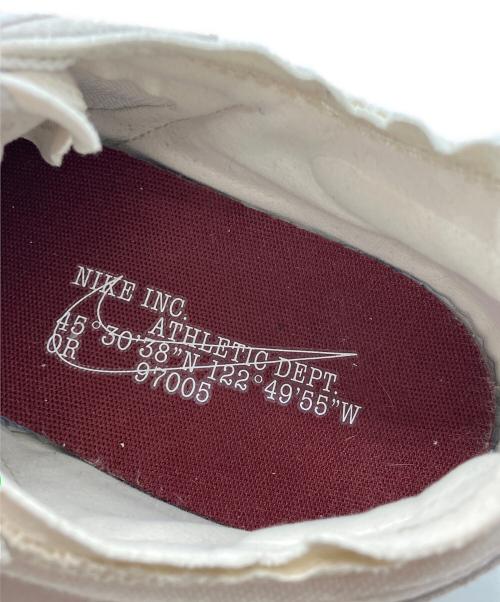 NIKE INC.
ATHLETIC DEPT.
45°30'38”N 122°49'55”W
OR 97005